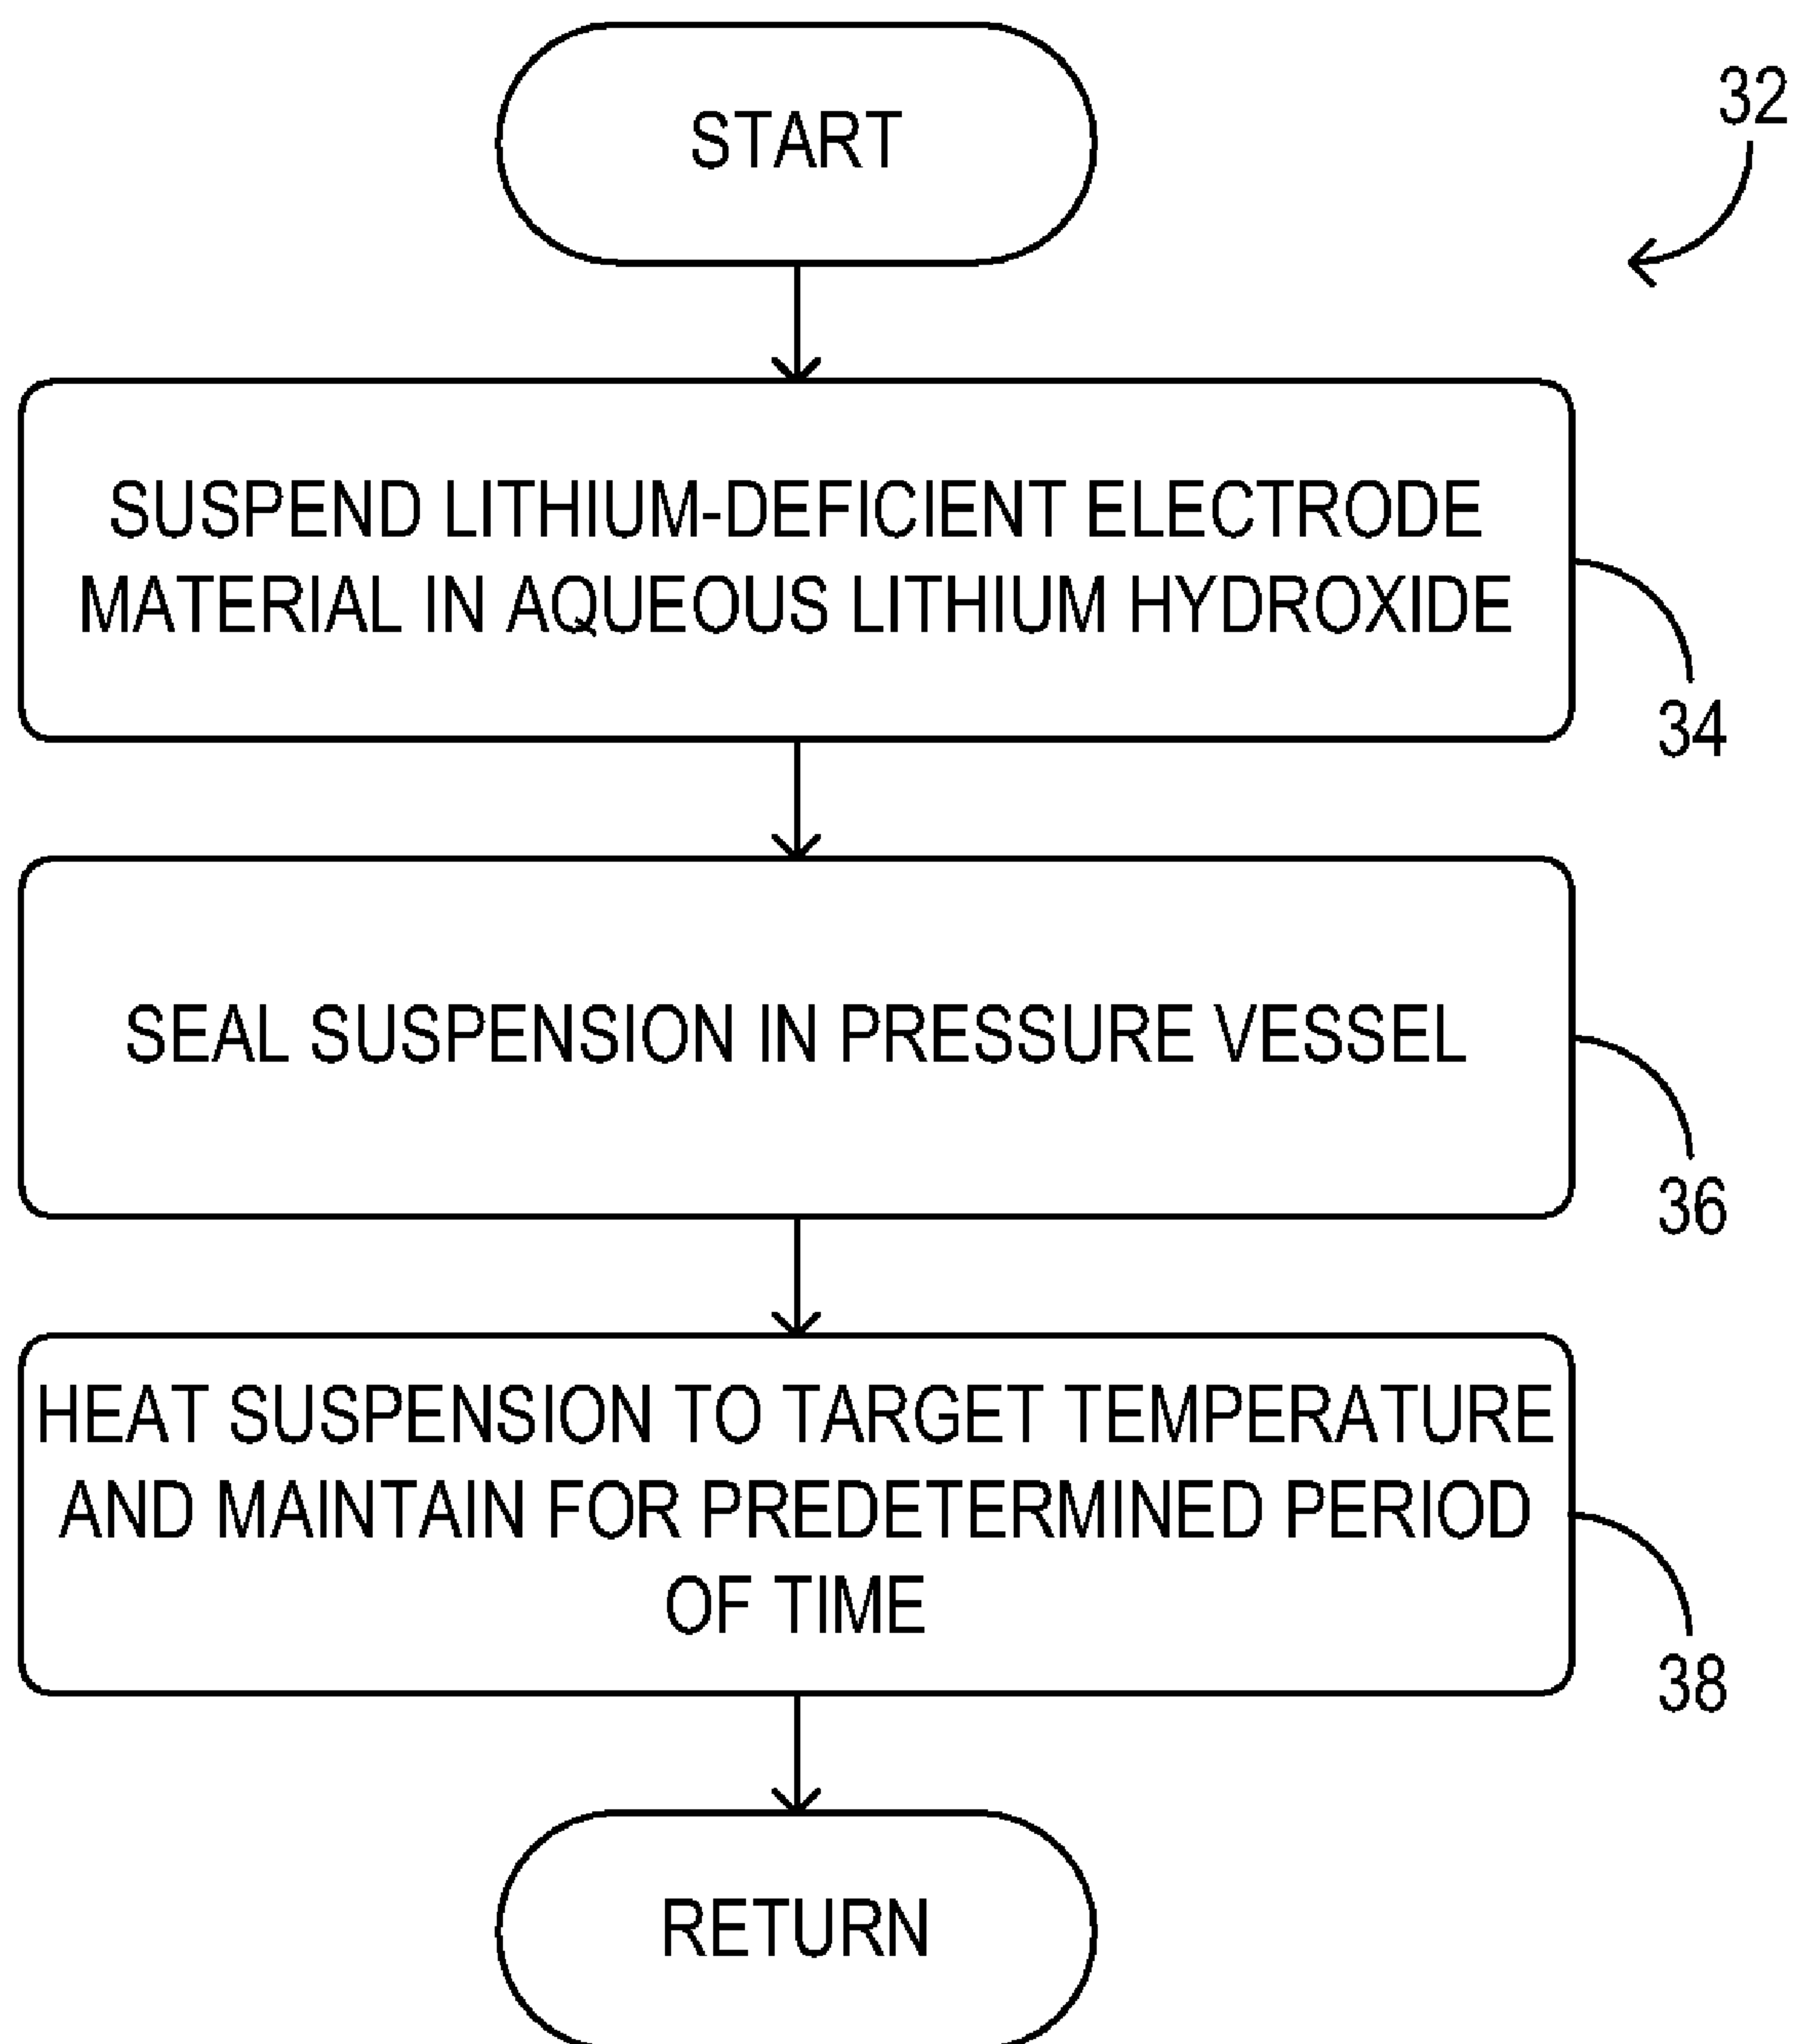 START
32
SUSPEND LITHIUM-DEFICIENT ELECTRODE
MATERIAL IN AQUEOUS LITHIUM HYDROXIDE
34
SEAL SUSPENSION IN PRESSURE VESSEL
36
HEAT SUSPENSION TO TARGET TEMPERATURE
AND MAINTAIN FOR PREDETERMINED PERIOD
OF TIME
38
RETURN